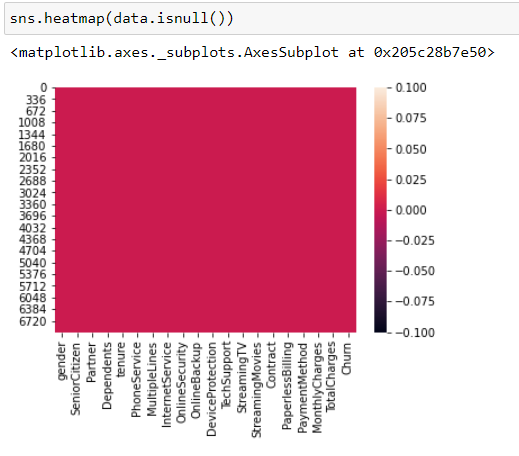 sns.heatmap(data.isnull())
<matplotlib.axes._subplots.AxesSubplot at 0x205c28b7e50>
0
336
672
1008
1344
1680
2016
2352
2688
3024
3360
3696
4032
4368
4704
5040
5376
5712
6048
6384
6720
gender
SeniorCitizen
Partner
Dependents
tenure
PhoneService
MultipleLines
InternetService
OnlineSecurity
OnlineBackup
DeviceProtection
TechSupport
StreamingTV
StreamingMovies
Contract
PaperlessBilling
PaymentMethod
MonthlyCharges
TotalCharges
Churn
0.100
0.075
0.050
0.025
0.000
−0.025
−0.050
−0.075
−0.100